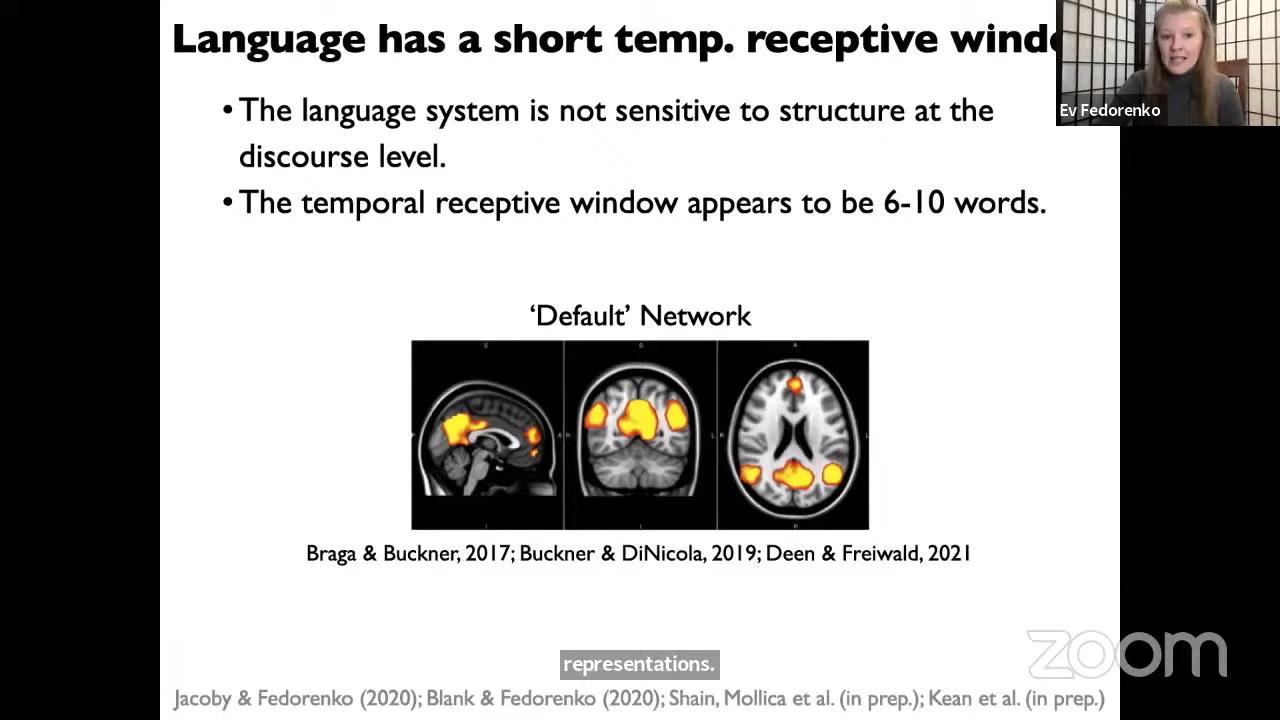 Language has a short temp. receptive windo
Ev Fedorenko
• The language system is not sensitive to structure at the
discourse level.
• The temporal receptive window appears to be 6-10 words.
‘Default’ Network
Braga & Buckner, 2017; Buckner & DiNicola, 2019; Deen & Freiwald, 2021
representations.
zoom
Jacoby & Fedorenko (2020); Blank & Fedorenko (2020); Shain, Mollica et al. (in prep.); Kean et al. (in prep.)